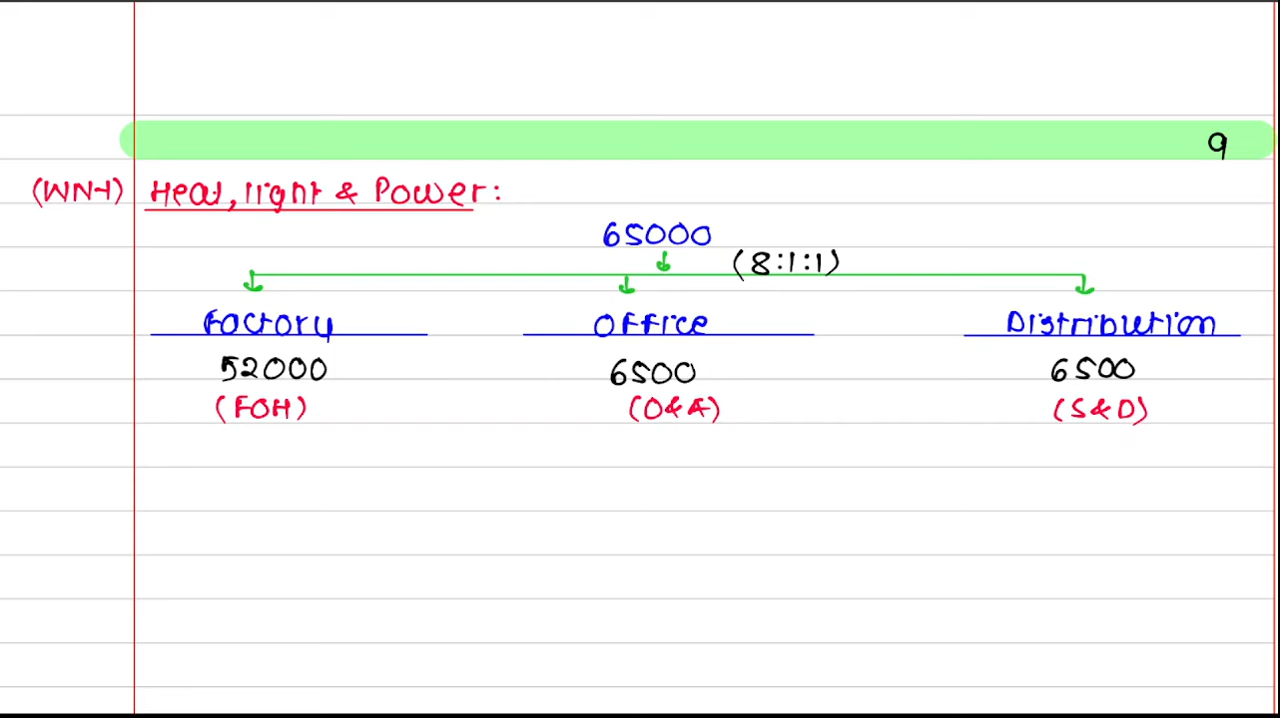 9
(WN-1) Heat, light & Power:
65000
(8:1:1)
Factory Office Distribution
52000 6500 6500
(FOH) (O&A) (S&D)